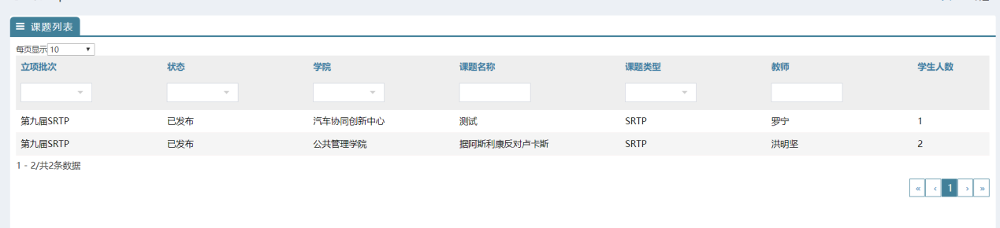 课题列表
每页显示 10
立项批次 状态 学院 课题名称 课题类型 教师 学生人数
第九届SRTP 已发布 汽车协同创新中心 测试 SRTP 罗宁 1
第九届SRTP 已发布 公共管理学院 据阿斯利康反对卢卡斯 SRTP 洪明坚 2
1 - 2/共2条数据
« ‹ 1 › »